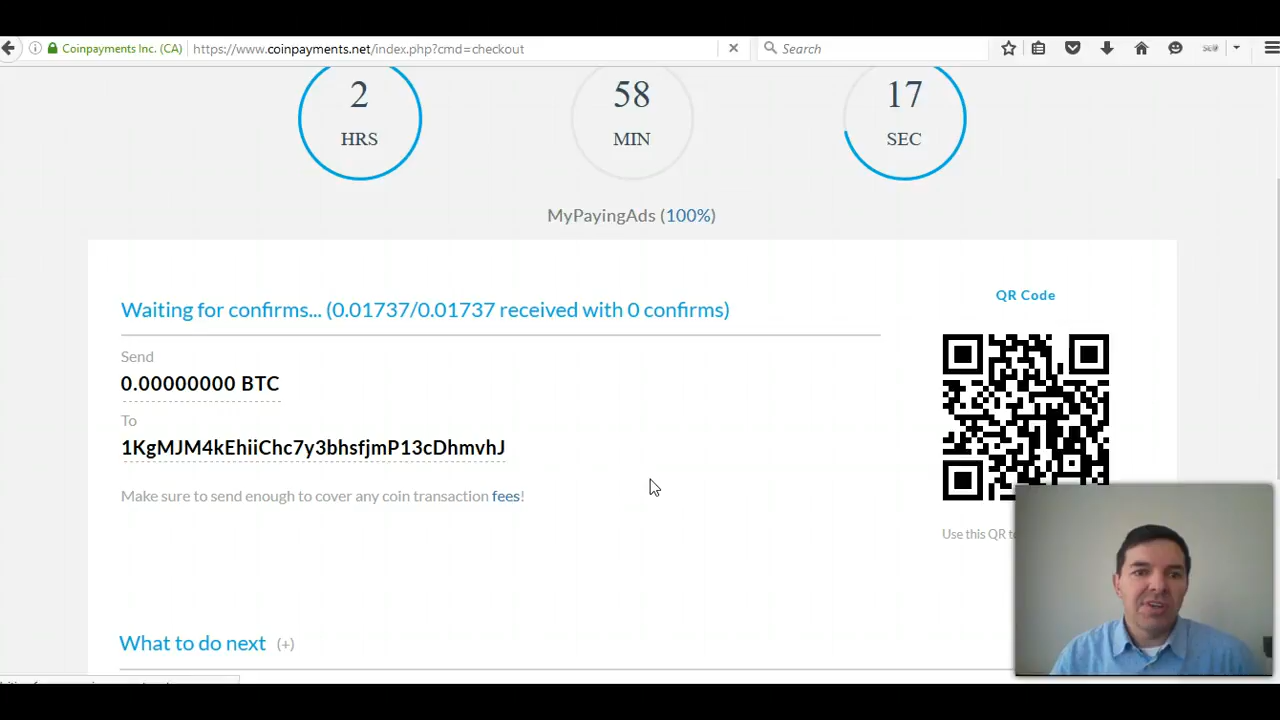 Coinpayments Inc. (CA)
https://www.coinpayments.net/index.php?cmd=checkout
Search
2
HRS
58
MIN
17
SEC
MyPayingAds (100%)
Waiting for confirms... (0.01737/0.01737 received with 0 confirms)
QR Code
Send
0.00000000 BTC
To
1KgMJM4kEhiiChc7y3bhsfjmP13cDhmvhJ
Make sure to send enough to cover any coin transaction fees!
Use this QR
What to do next (+)